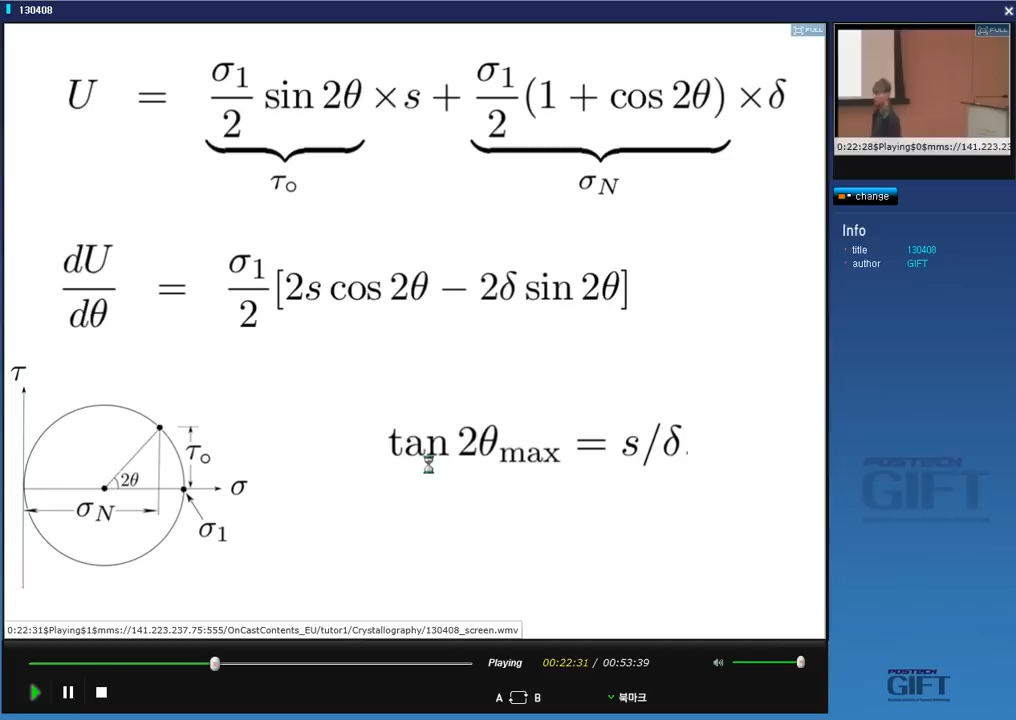 130408
FULL
U = σ1/2 sin 2θ × s + σ1/2 (1 + cos 2θ) × δ
τ○ σN
dU/dθ = σ1/2 [2s cos 2θ − 2δ sin 2θ]
τ
tan 2θmax = s/δ.
τ○
2θ
σ
σN
σ1
0:22:31$Playing$1$mms://141.223.237.75:555/OnCastContents_EU/tutor1/Crystallography/130408_screen.wmv
Playing 00:22:31 / 00:53:39
A B 북마크
FULL
0:22:28$Playing$0$mms://141.223.23
change
Info
title 130408
author GIFT
POSTECH
GIFT
POSTECH
GIFT